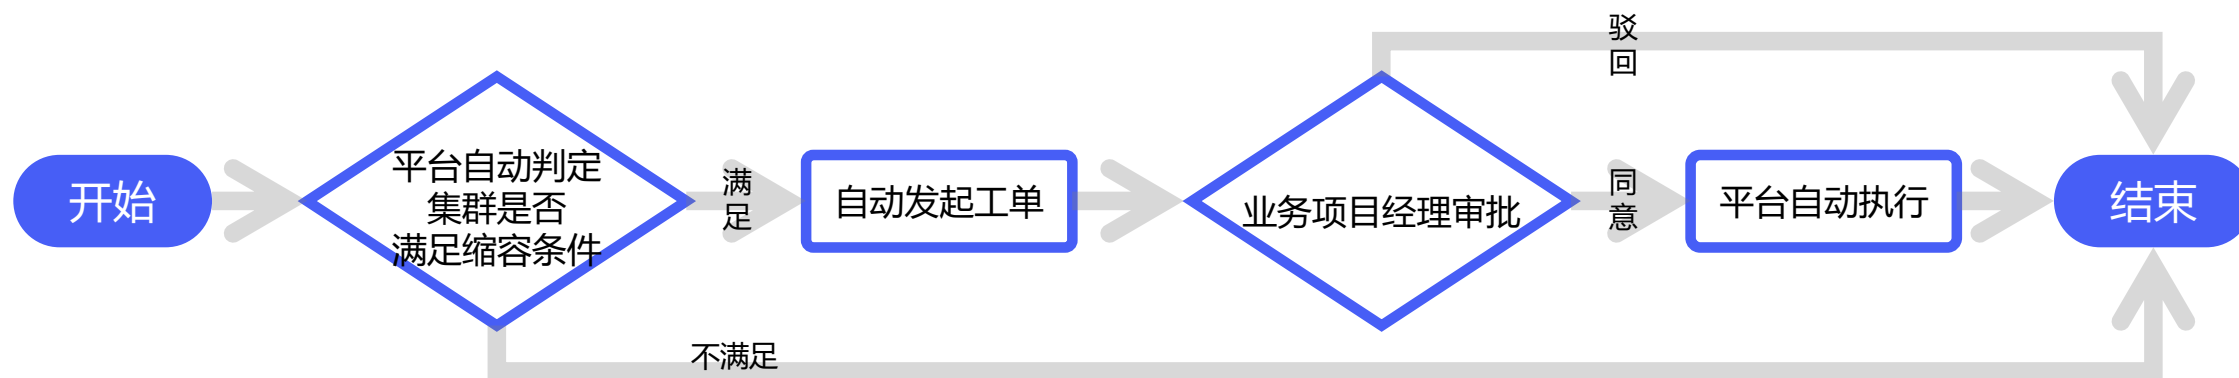 开始
平台自动判定
集群是否
满足缩容条件
满
足
自动发起工单
业务项目经理审批
驳
回
同
意
平台自动执行
结束
不满足